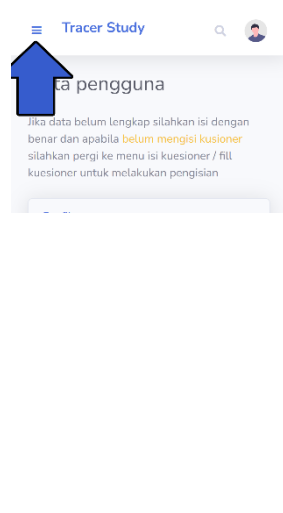 Tracer Study
ta pengguna
Jika data belum lengkap silahkan isi dengan
benar dan apabila belum mengisi kusioner
silahkan pergi ke menu isi kuesioner / fill
kuesioner untuk melakukan pengisian